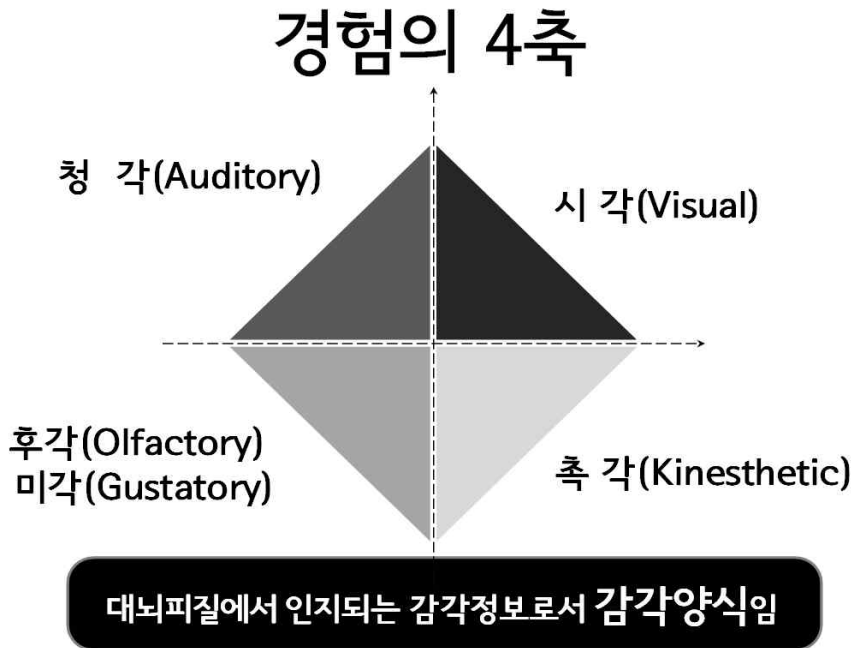 경험의 4축
청 각(Auditory)
시 각(Visual)
후각(Olfactory)
미각(Gustatory)
촉 각(Kinesthetic)
대뇌피질에서 인지되는 감각정보로서 감각양식임